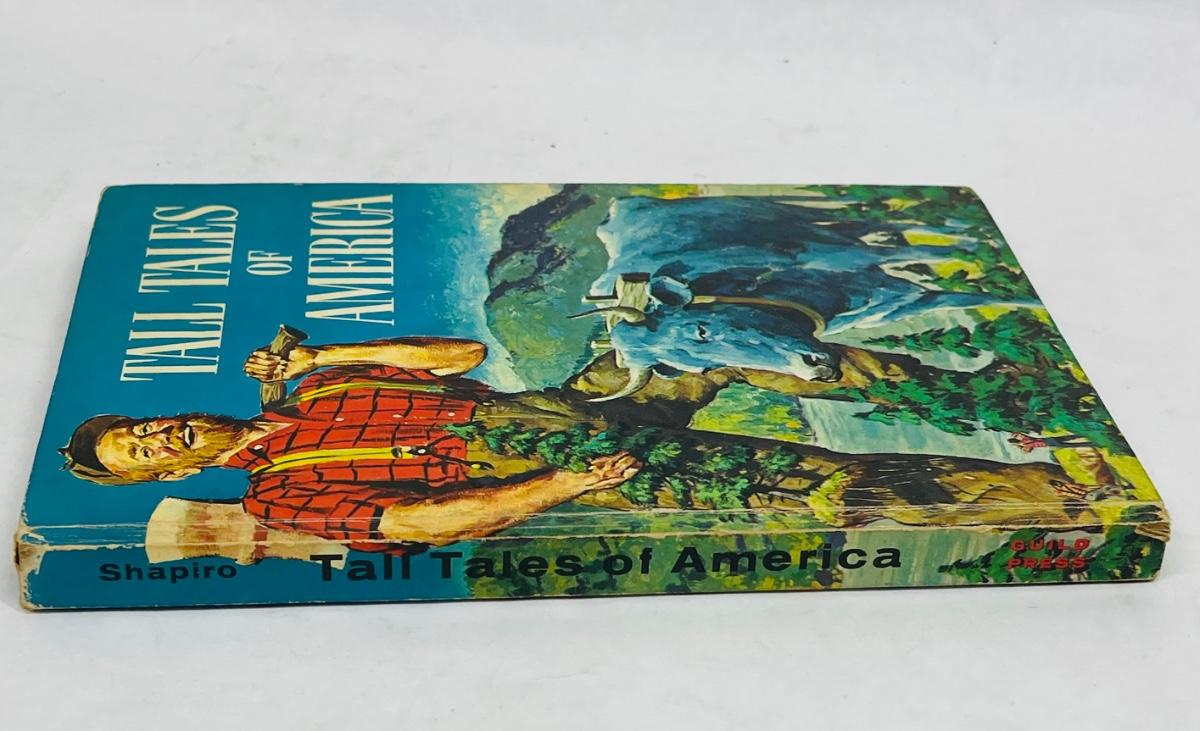 TALL TALES
OF
AMERICA
Shapiro Tall Tales of America
GUILD
PRESS